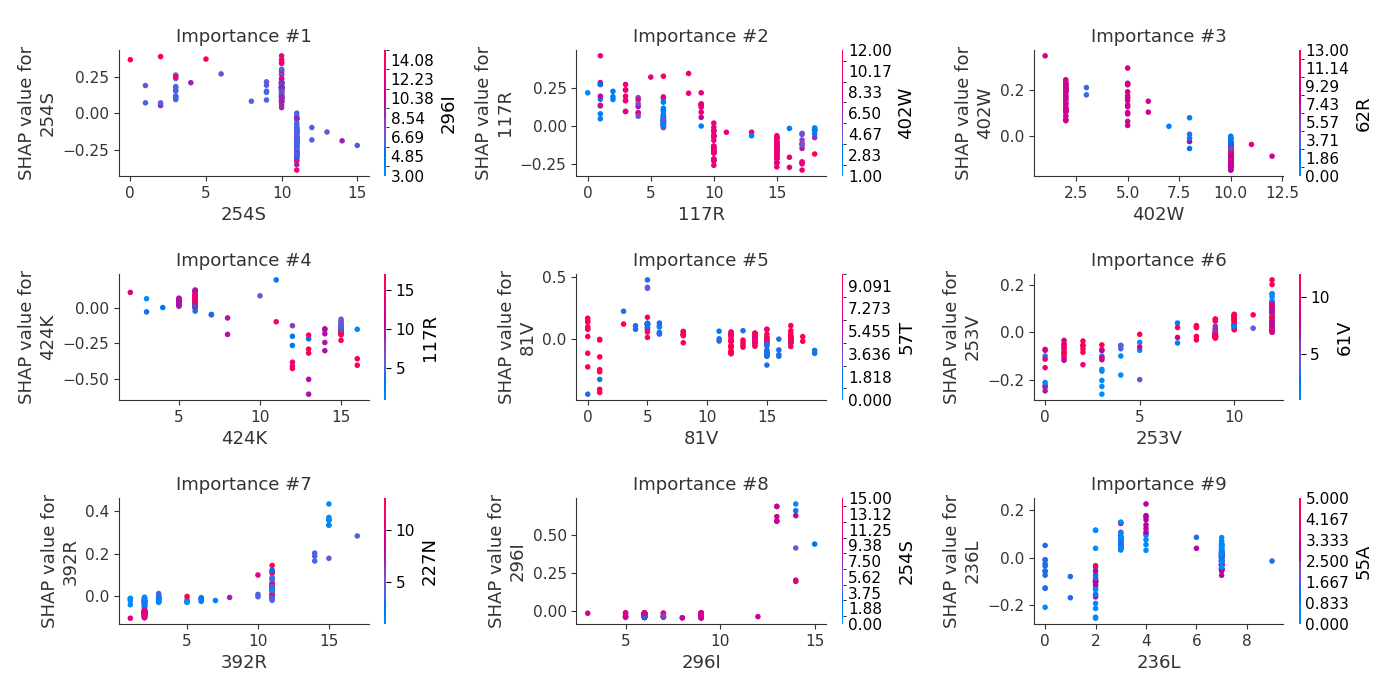 Importance #1
SHAP value for
254S
0.25
0.00
−0.25
0
5
10
15
254S
14.08
12.23
10.38
8.54
6.69
4.85
3.00
296I
Importance #2
SHAP value for
117R
0.25
0.00
−0.25
0
5
10
15
117R
12.00
10.17
8.33
6.50
4.67
2.83
1.00
402W
Importance #3
SHAP value for
402W
0.2
0.0
2.5
5.0
7.5
10.0
12.5
402W
13.00
11.14
9.29
7.43
5.57
3.71
1.86
0.00
62R
Importance #4
SHAP value for
424K
0.00
−0.25
−0.50
5
10
15
424K
15
10
5
117R
Importance #5
SHAP value for
81V
0.5
0.0
0
5
10
15
81V
9.091
7.273
5.455
3.636
1.818
0.000
57T
Importance #6
SHAP value for
253V
0.2
0.0
−0.2
0
5
10
253V
10
5
61V
Importance #7
SHAP value for
392R
0.4
0.2
0.0
5
10
15
392R
10
5
227N
Importance #8
SHAP value for
296I
0.50
0.25
0.00
5
10
15
296I
15.00
13.12
11.25
9.38
7.50
5.62
3.75
1.88
0.00
254S
Importance #9
SHAP value for
236L
0.2
0.0
−0.2
0
2
4
6
8
236L
5.000
4.167
3.333
2.500
1.667
0.833
0.000
55A